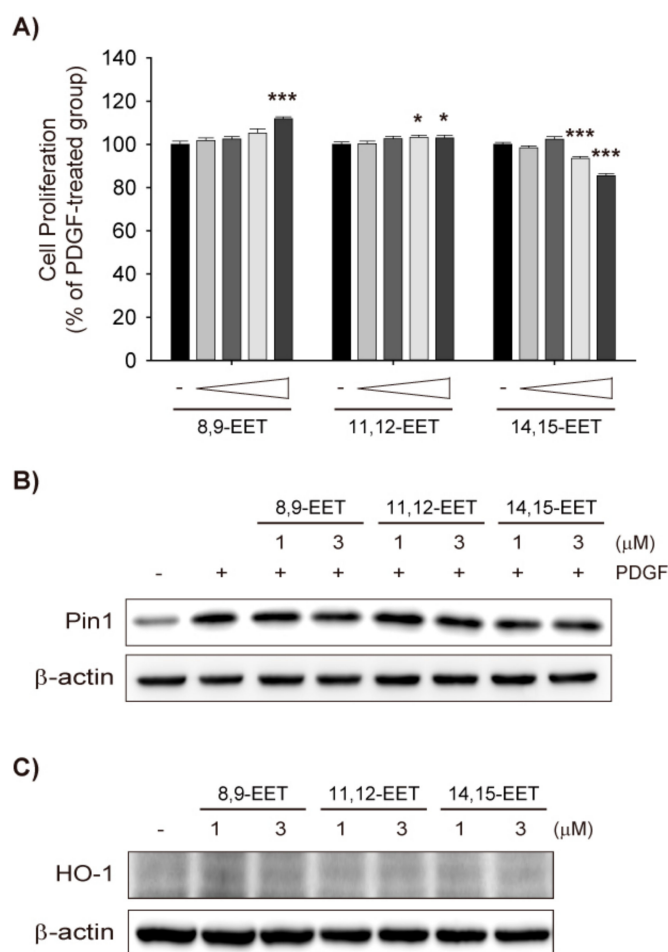 A)
Cell Proliferation
(% of PDGF-treated group)
140
120
100
80
60
40
20
0
***
* *
***
***
- - -
8,9-EET 11,12-EET 14,15-EET
B)
8,9-EET 11,12-EET 14,15-EET
1 3 1 3 1 3 (μM)
- + + + + + + + PDGF
Pin1
β-actin
C)
8,9-EET 11,12-EET 14,15-EET
- 1 3 1 3 1 3 (μM)
HO-1
β-actin